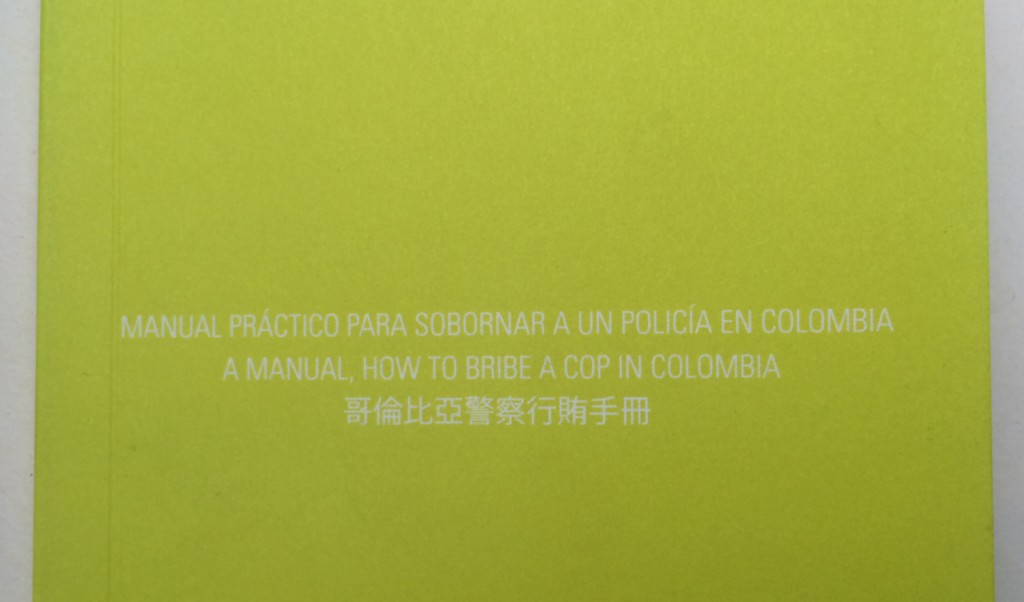 MANUAL PRÁCTICO PARA SOBORNAR A UN POLICÍA EN COLOMBIA
A MANUAL, HOW TO BRIBE A COP IN COLOMBIA
哥倫比亞警察行賄手冊